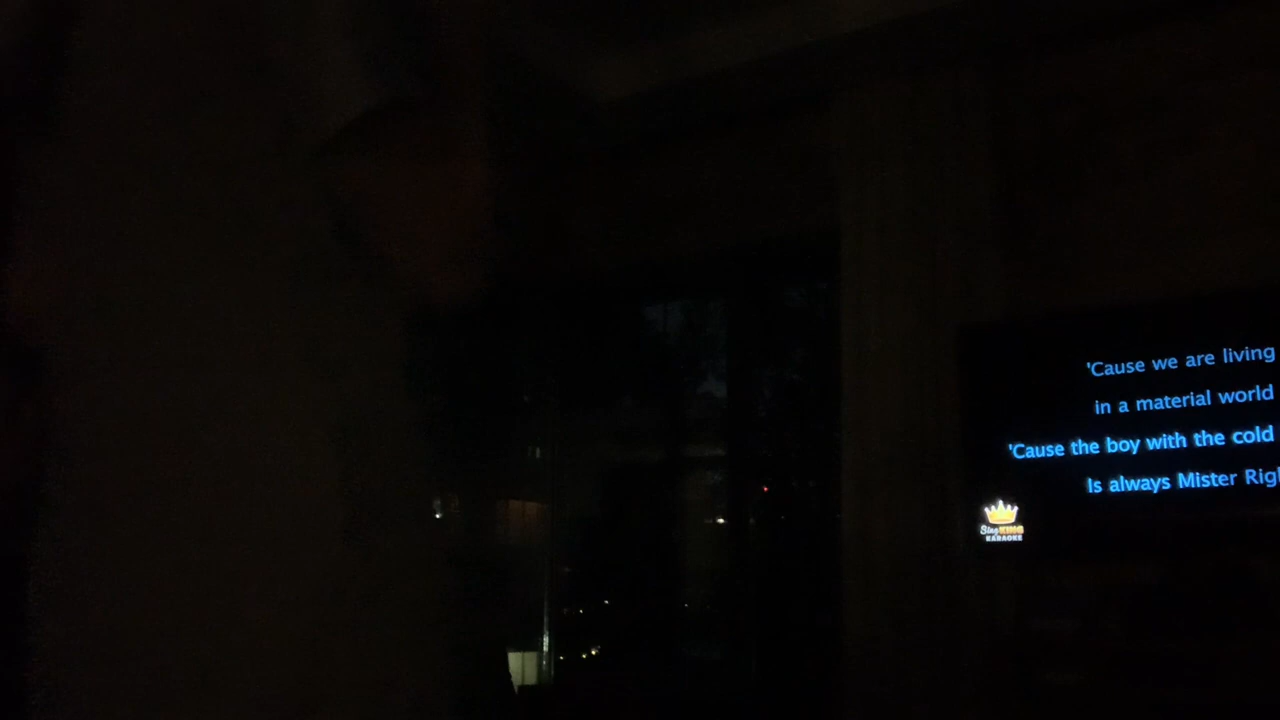 'Cause we are living
in a material world
'Cause the boy with the cold
Is always Mister
Sing KING
KARAOKE